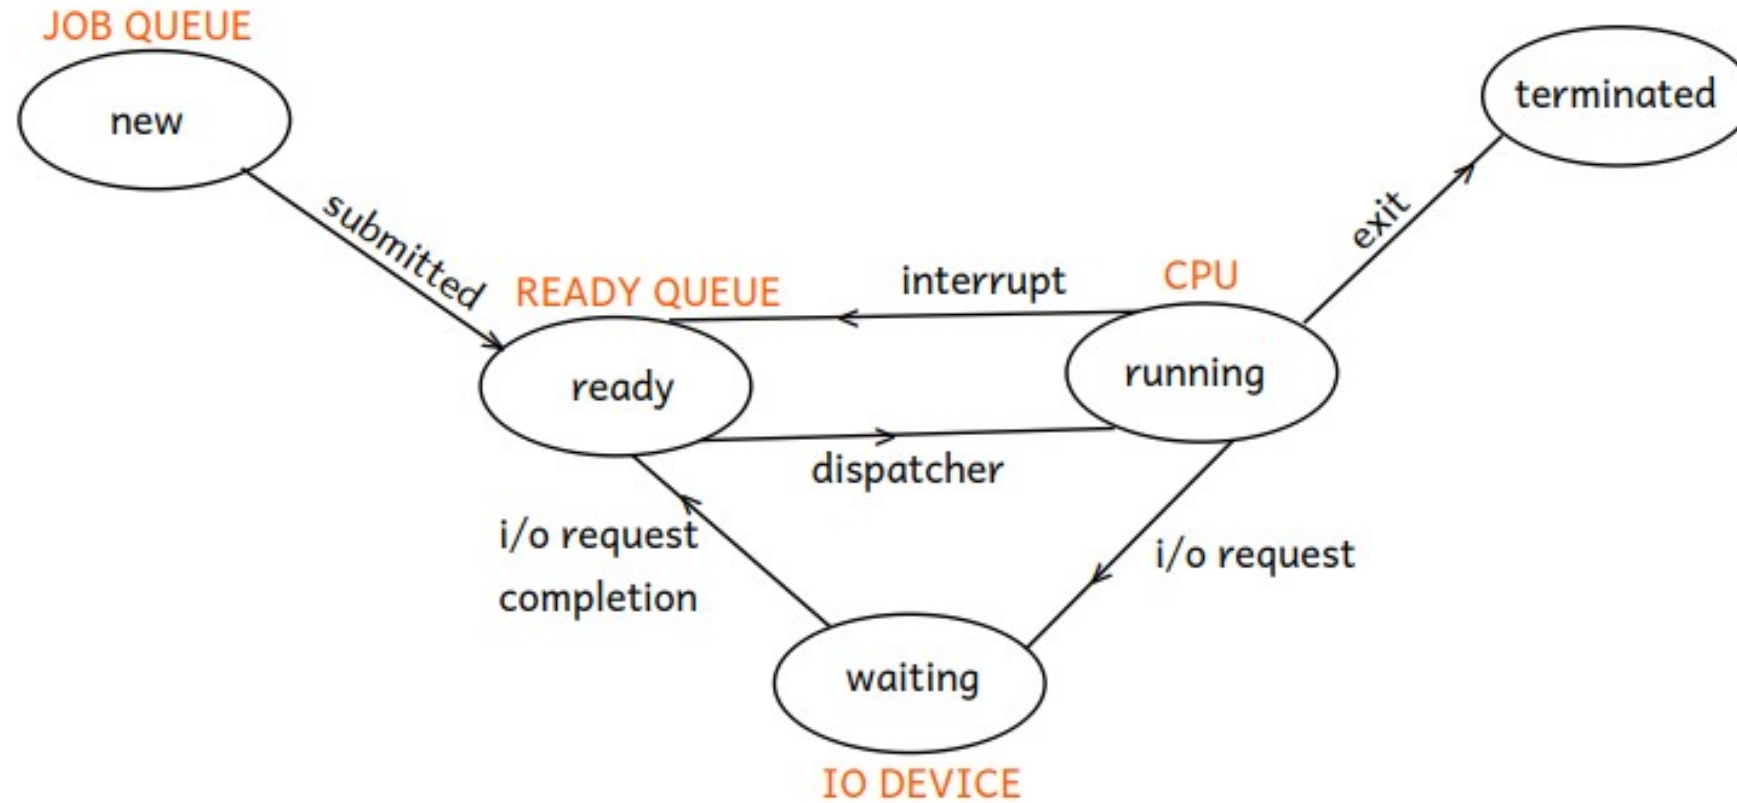 JOB QUEUE
new
terminated
submitted
exit
READY QUEUE
interrupt
CPU
ready
running
dispatcher
i/o request
completion
i/o request
waiting
IO DEVICE